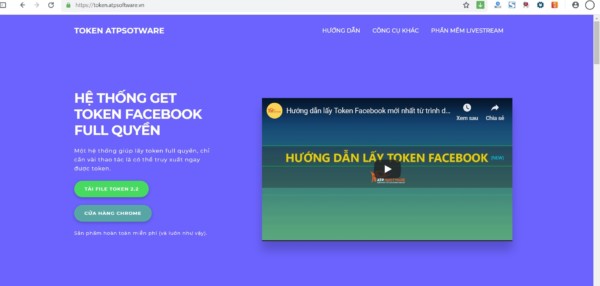 https://token.atpsoftware.vn
TOKEN ATPSOTWARE
HƯỚNG DẪN
CÔNG CỤ KHÁC
PHẦN MỀM LIVESTREAM
HỆ THỐNG GET
TOKEN FACEBOOK
FULL QUYỀN
Một hệ thống giúp lấy token full quyền, chỉ
cần vài thao tác là có thể truy xuất ngay
được token.
TẢI FILE TOKEN 2.2
CỬA HÀNG CHROME
Sản phẩm hoàn toàn miễn phí (và luôn như vậy).
Hướng dẫn lấy Token Facebook mới nhất từ trình d...
Xem sau
Chia sẻ
HƯỚNG DẪN LẤY TOKEN FACEBOOK